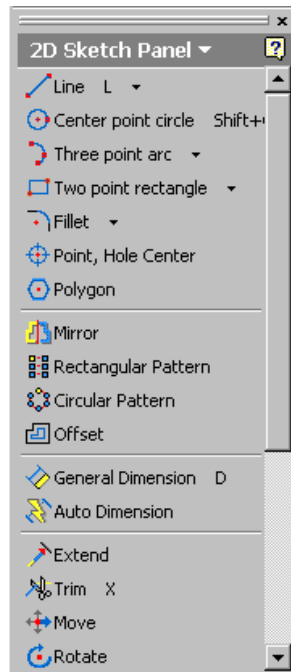 2D Sketch Panel
Line L
Center point circle Shift+
Three point arc
Two point rectangle
Fillet
Point, Hole Center
Polygon
Mirror
Rectangular Pattern
Circular Pattern
Offset
General Dimension D
Auto Dimension
Extend
Trim X
Move
Rotate